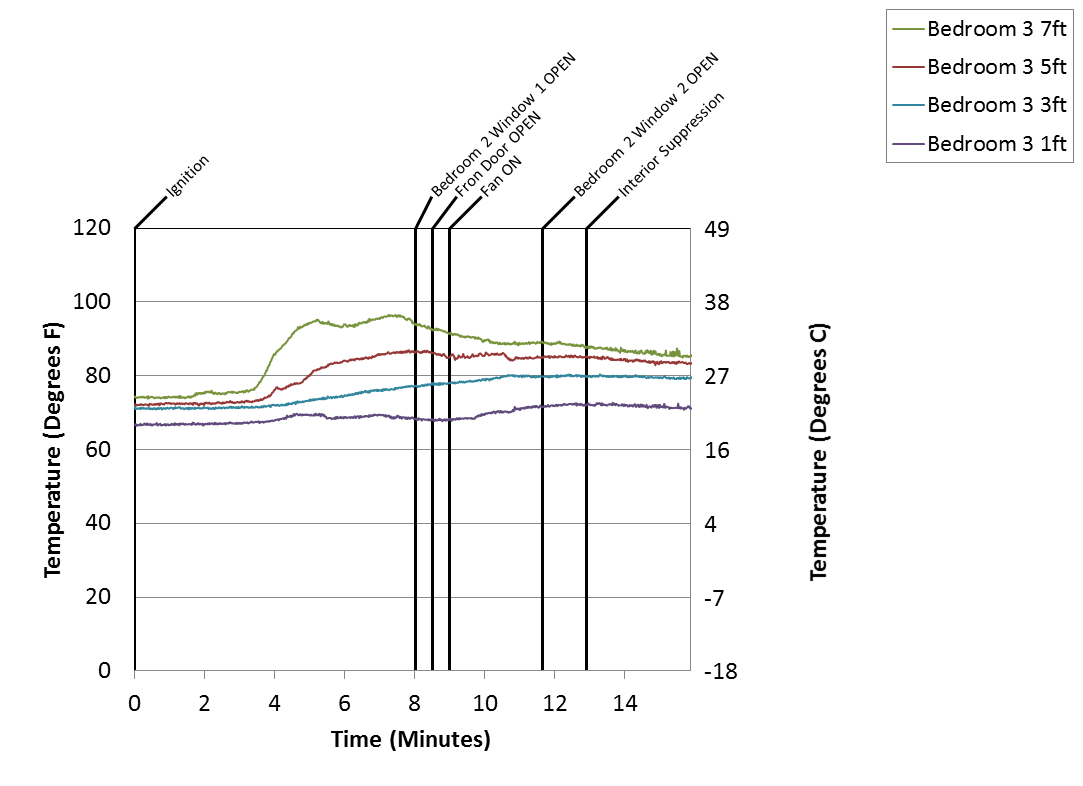 Bedroom 3 7ft
Bedroom 3 5ft
Bedroom 3 3ft
Bedroom 3 1ft
Ignition
Bedroom 2 Window 1 OPEN
Fron Door OPEN
Fan ON
Bedroom 2 Window 2 OPEN
Interior Suppression
120
100
80
60
40
20
0
49
38
27
16
4
-7
-18
Temperature (Degrees F)
Temperature (Degrees C)
0 2 4 6 8 10 12 14
Time (Minutes)